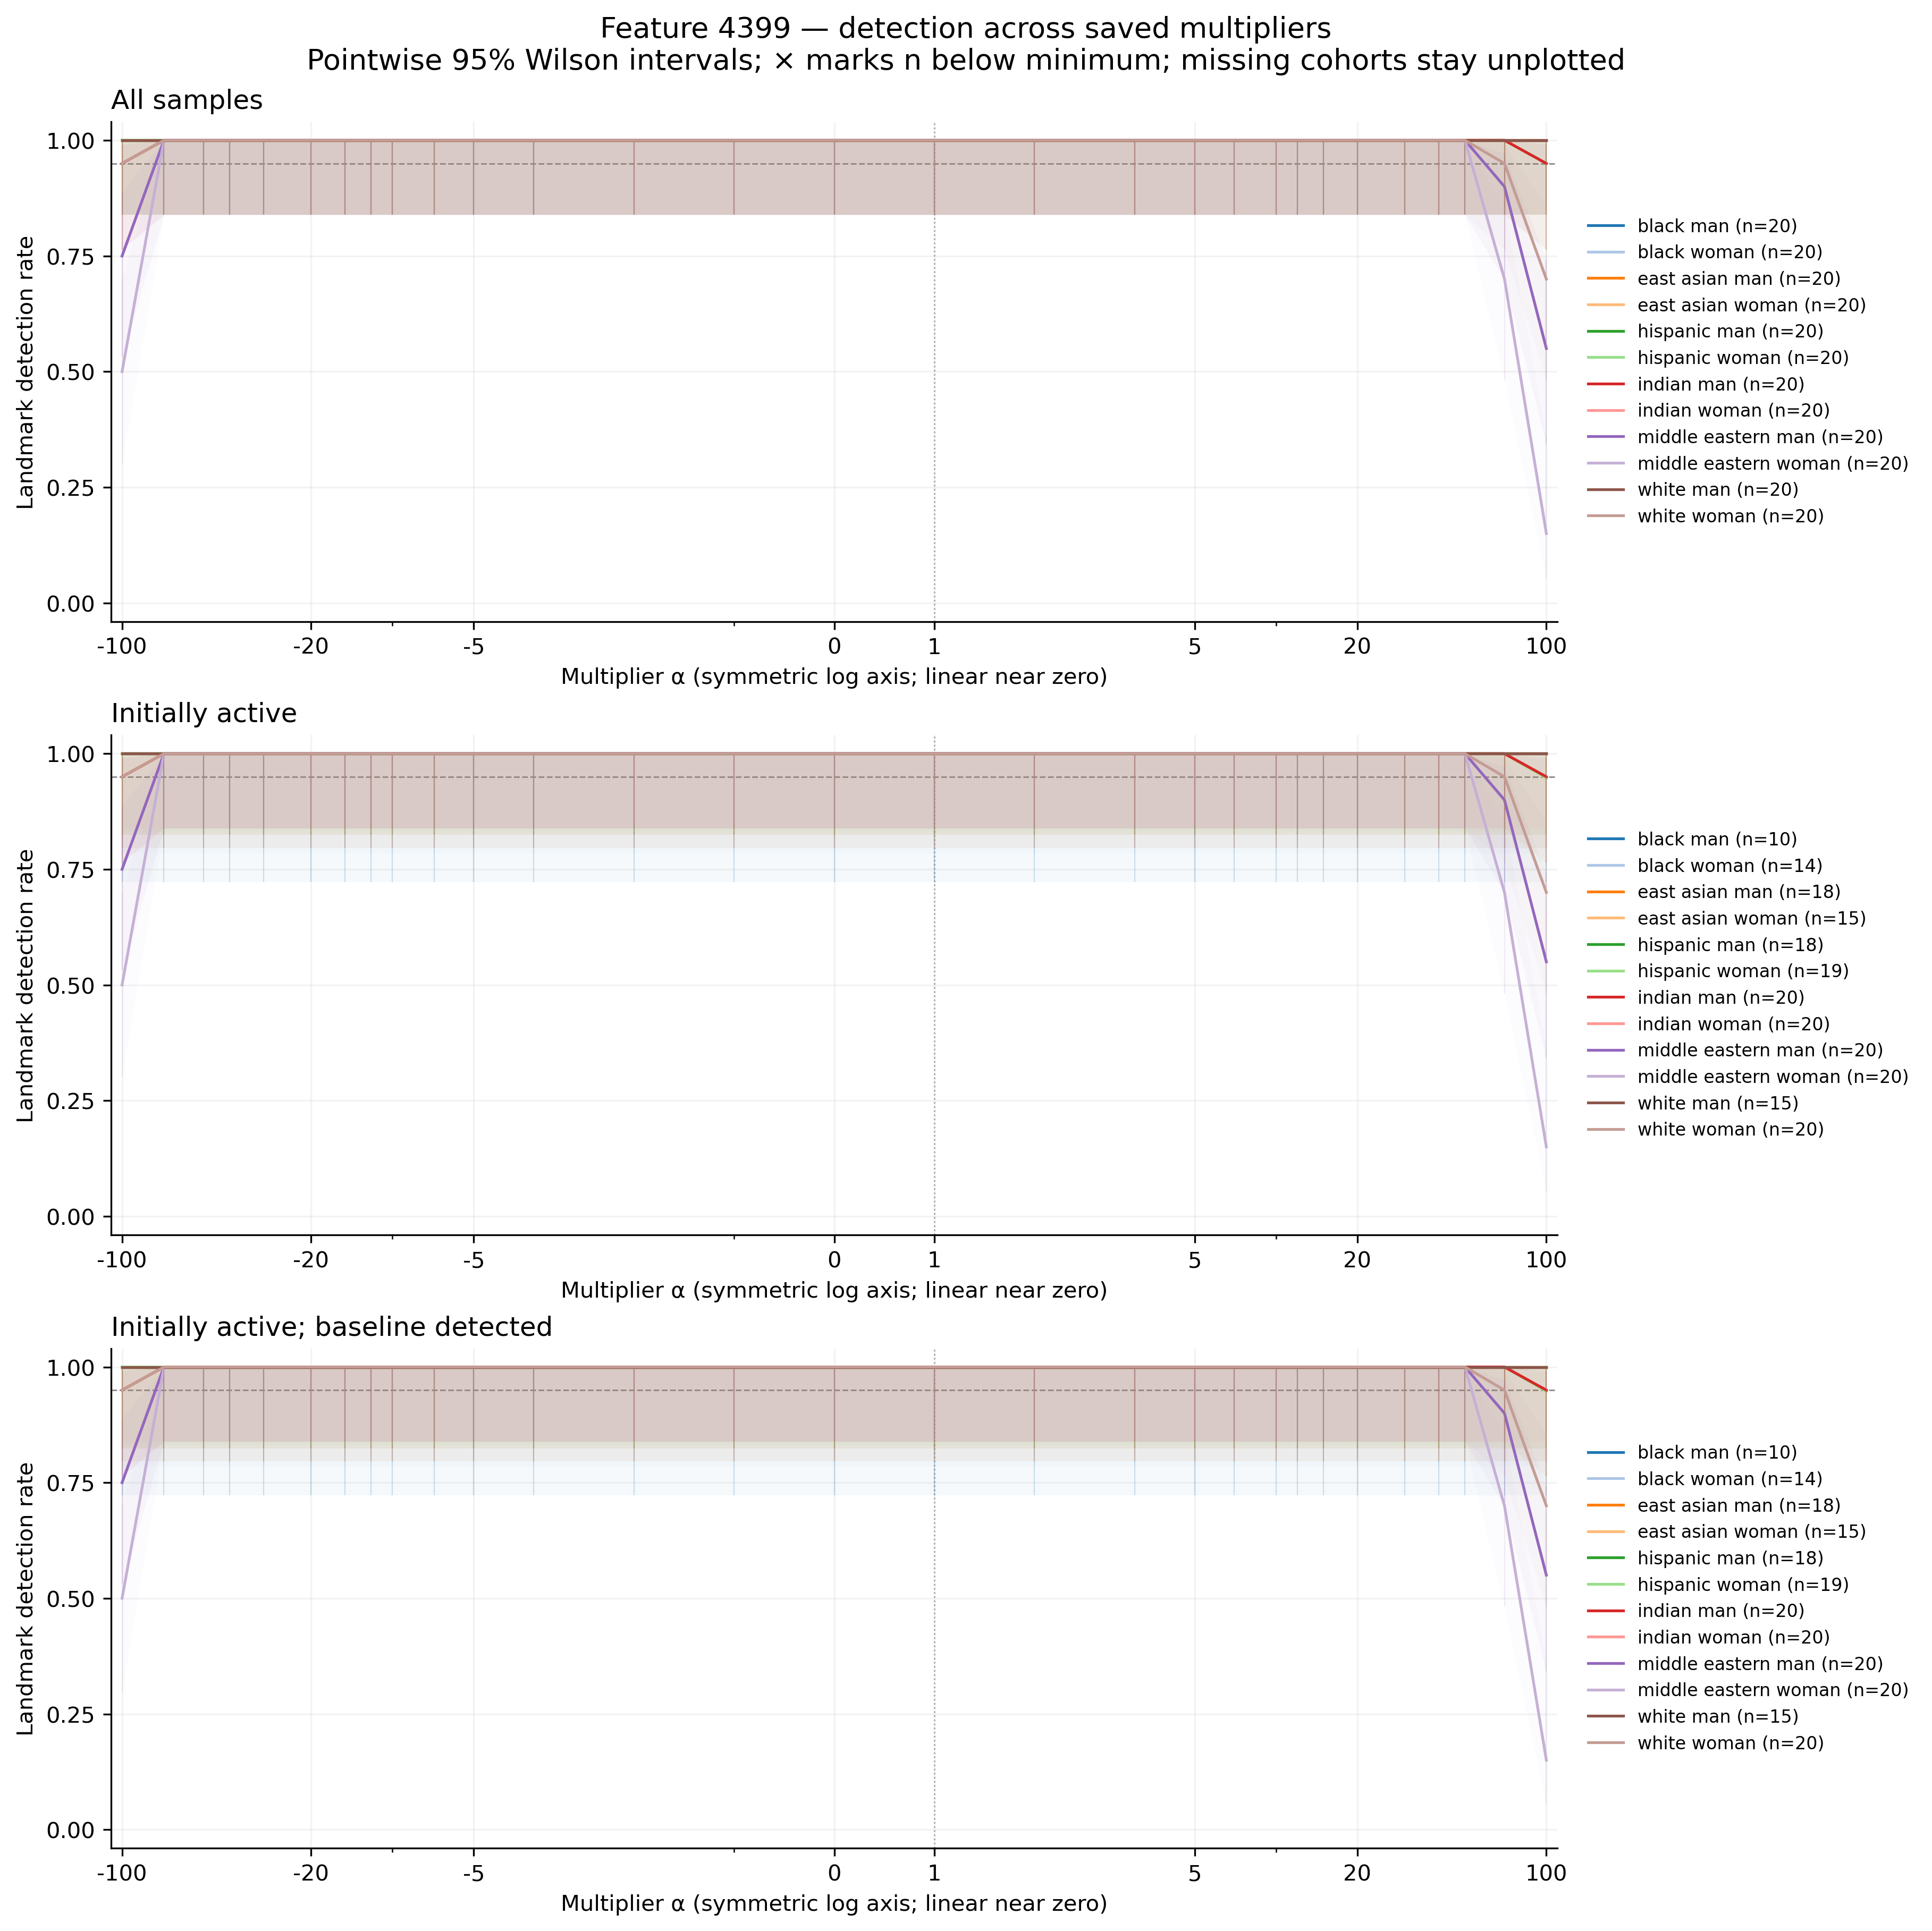 Feature 4399 — detection across saved multipliers
Pointwise 95% Wilson intervals; × marks n below minimum; missing cohorts stay unplotted
All samples
1.00
0.75
0.50
0.25
0.00
Landmark detection rate
-100 -20 -5 0 1 5 20 100
Multiplier α (symmetric log axis; linear near zero)
black man (n=20)
black woman (n=20)
east asian man (n=20)
east asian woman (n=20)
hispanic man (n=20)
hispanic woman (n=20)
indian man (n=20)
indian woman (n=20)
middle eastern man (n=20)
middle eastern woman (n=20)
white man (n=20)
white woman (n=20)
Initially active
1.00
0.75
0.50
0.25
0.00
Landmark detection rate
-100 -20 -5 0 1 5 20 100
Multiplier α (symmetric log axis; linear near zero)
black man (n=10)
black woman (n=14)
east asian man (n=18)
east asian woman (n=15)
hispanic man (n=18)
hispanic woman (n=19)
indian man (n=20)
indian woman (n=20)
middle eastern man (n=20)
middle eastern woman (n=20)
white man (n=15)
white woman (n=20)
Initially active; baseline detected
1.00
0.75
0.50
0.25
0.00
Landmark detection rate
-100 -20 -5 0 1 5 20 100
Multiplier α (symmetric log axis; linear near zero)
black man (n=10)
black woman (n=14)
east asian man (n=18)
east asian woman (n=15)
hispanic man (n=18)
hispanic woman (n=19)
indian man (n=20)
indian woman (n=20)
middle eastern man (n=20)
middle eastern woman (n=20)
white man (n=15)
white woman (n=20)